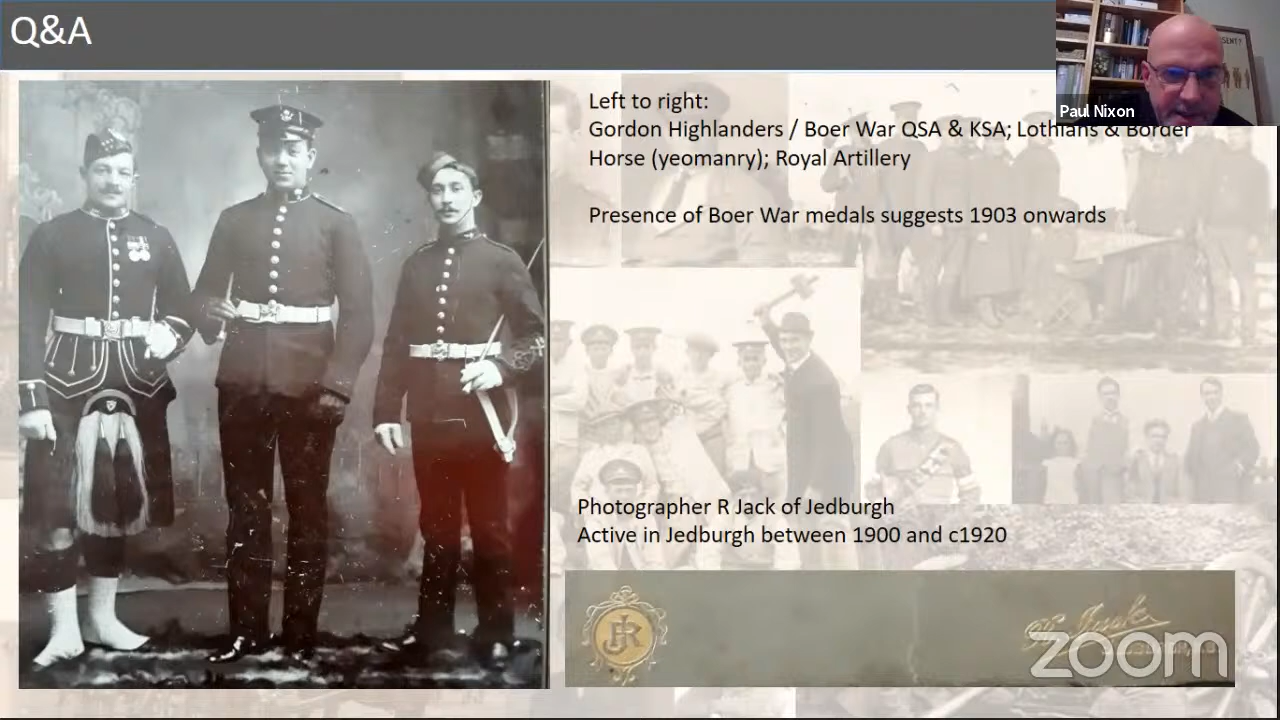 Q&A
Paul Nixon
Left to right:
Gordon Highlanders / Boer War QSA & KSA; Lothians & Border
Horse (yeomanry); Royal Artillery
Presence of Boer War medals suggests 1903 onwards
Photographer R Jack of Jedburgh
Active in Jedburgh between 1900 and c1920
zoom